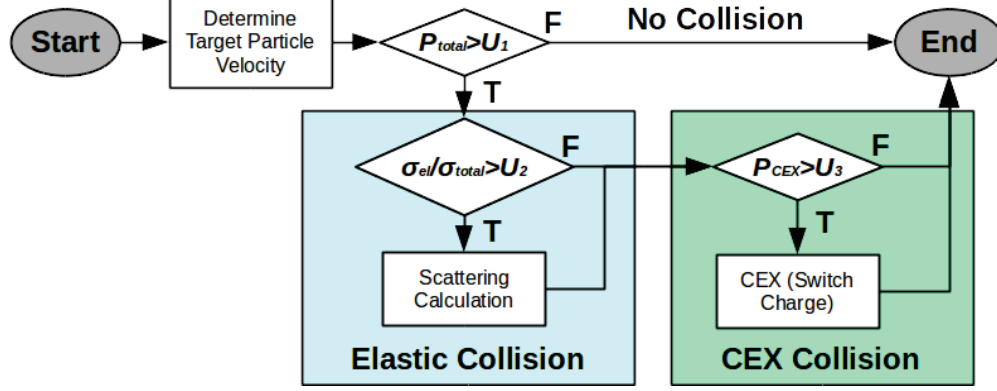 Start
Determine
Target Particle
Velocity
P_total>U_1
F
No Collision
End
T
σ_el/σ_total>U_2
F
T
Scattering
Calculation
Elastic Collision
P_CEX>U_3
F
T
CEX (Switch
Charge)
CEX Collision